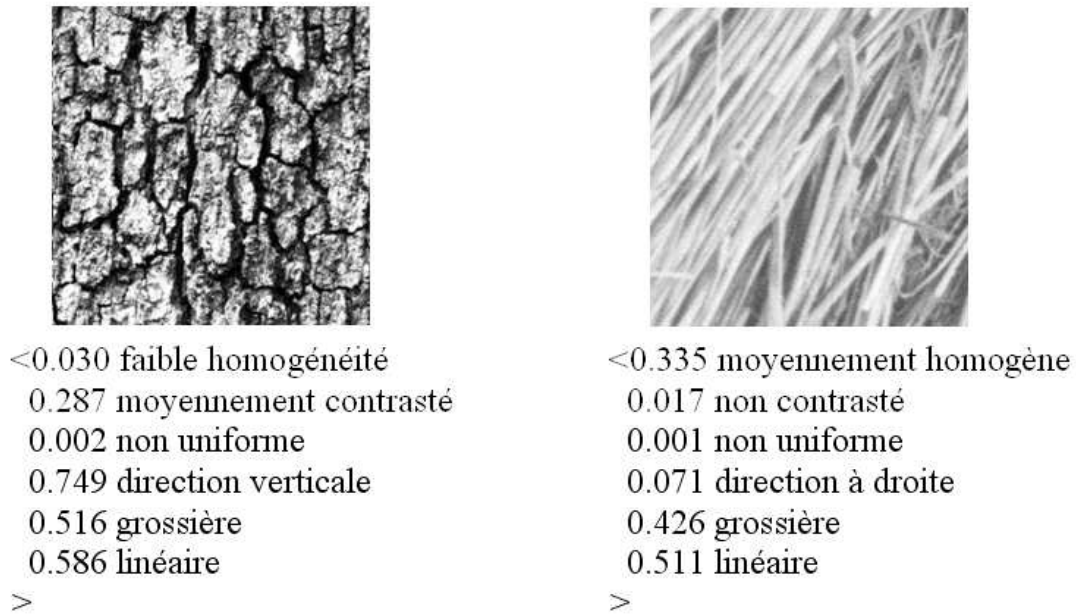 <0.030 faible homogénéité
0.287 moyennement contrasté
0.002 non uniforme
0.749 direction verticale
0.516 grossière
0.586 linéaire
>
<0.335 moyennement homogène
0.017 non contrasté
0.001 non uniforme
0.071 direction à droite
0.426 grossière
0.511 linéaire
>